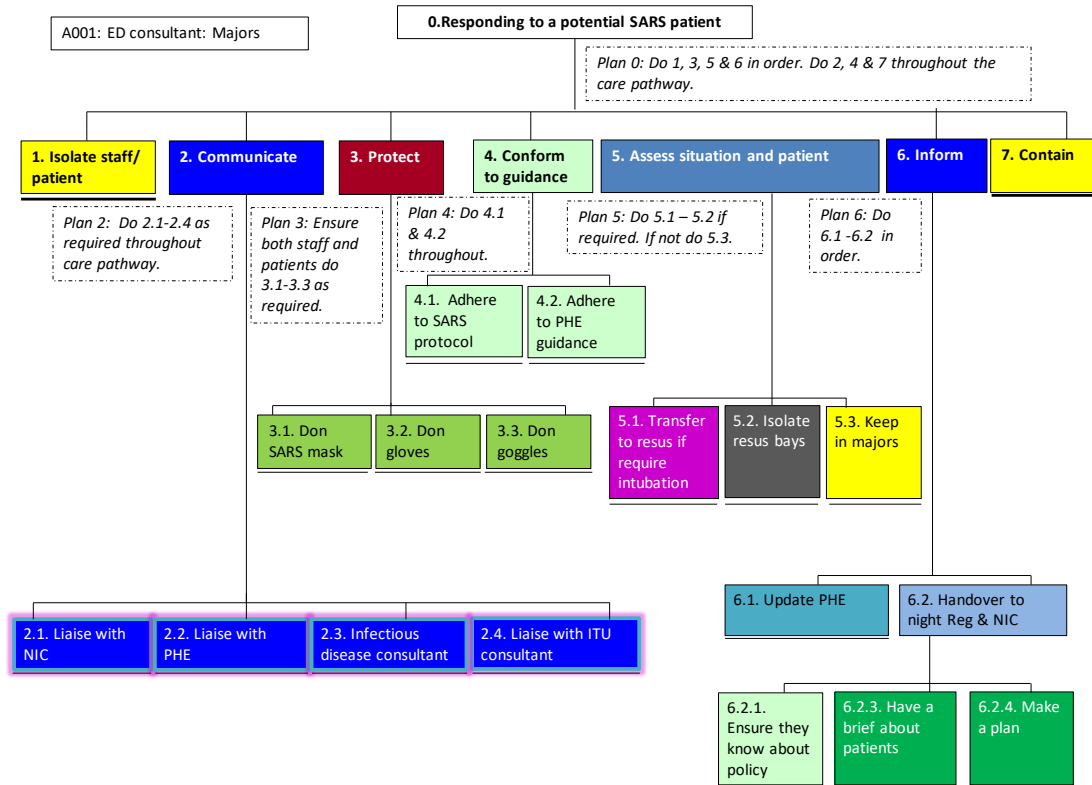 0.Responding to a potential SARS patient
A001: ED consultant: Majors
Plan 0: Do 1, 3, 5 & 6 in order. Do 2, 4 & 7 throughout the
care pathway.
1. Isolate staff/
patient
2. Communicate
3. Protect
4. Conform
to guidance
5. Assess situation and patient
6. Inform
7. Contain
Plan 2: Do 2.1-2.4 as
required throughout
care pathway.
Plan 3: Ensure
both staff and
patients do
3.1-3.3 as
required.
Plan 4: Do 4.1
& 4.2
throughout.
Plan 5: Do 5.1 – 5.2 if
required. If not do 5.3.
Plan 6: Do
6.1 -6.2 in
order.
4.1. Adhere
to SARS
protocol
4.2. Adhere
to PHE
guidance
3.1. Don
SARS mask
3.2. Don
gloves
3.3. Don
goggles
5.1. Transfer
to resus if
require
intubation
5.2. Isolate
resus bays
5.3. Keep
in majors
2.1. Liaise with
NIC
2.2. Liaise with
PHE
2.3. Infectious
disease consultant
2.4. Liaise with ITU
consultant
6.1. Update PHE
6.2. Handover to
night Reg & NIC
6.2.1.
Ensure they
know about
policy
6.2.3. Have a
brief about
patients
6.2.4. Make
a plan